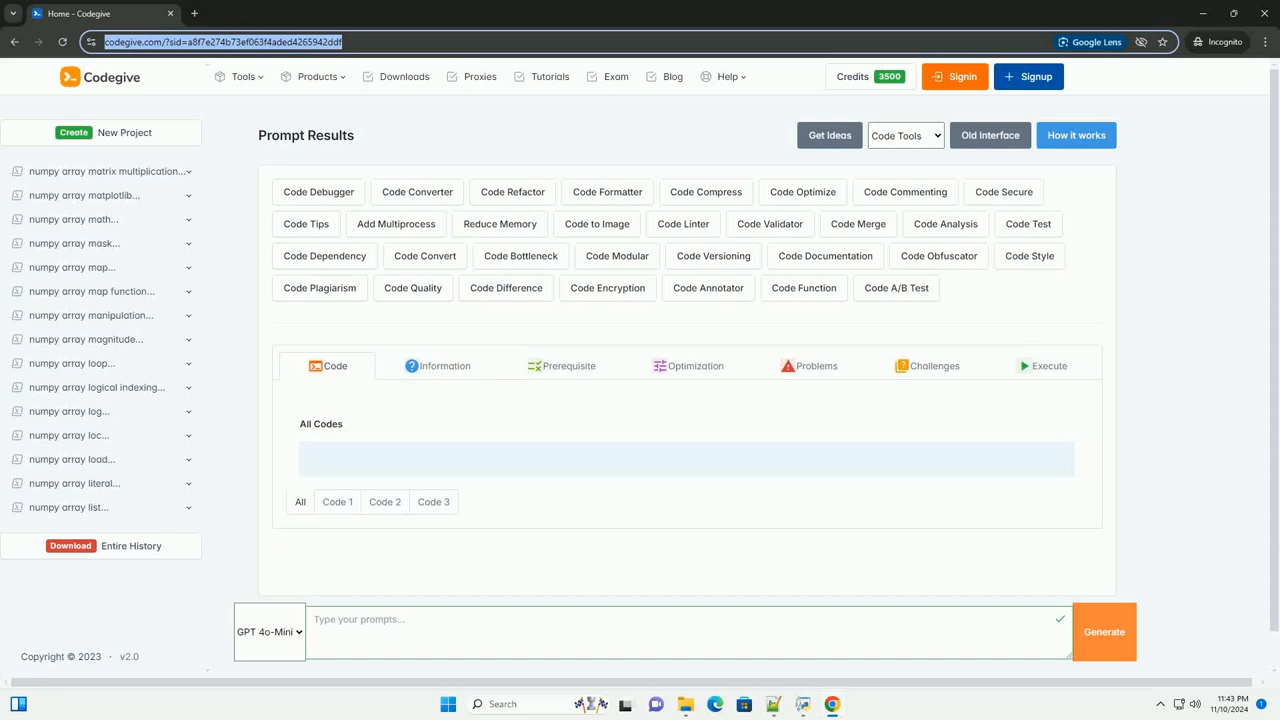 Home - Codegive
codegive.com/?sid=a8f7e274b73ef063f4aded4265942ddf
Google Lens
Incognito
Codegive
Tools
Products
Downloads
Proxies
Tutorials
Exam
Blog
Help
Credits 3500
Signin
Signup
Create New Project
numpy array matrix multiplication...
numpy array matplotlib...
numpy array math...
numpy array mask...
numpy array map...
numpy array map function...
numpy array manipulation...
numpy array magnitude...
numpy array loop...
numpy array logical indexing...
numpy array log...
numpy array loc...
numpy array load...
numpy array literal...
numpy array list...
Download Entire History
Copyright © 2023 · v2.0
Prompt Results
Get Ideas
Code Tools
Old Interface
How it works
Code Debugger
Code Converter
Code Refactor
Code Formatter
Code Compress
Code Optimize
Code Commenting
Code Secure
Code Tips
Add Multiprocess
Reduce Memory
Code to Image
Code Linter
Code Validator
Code Merge
Code Analysis
Code Test
Code Dependency
Code Convert
Code Bottleneck
Code Modular
Code Versioning
Code Documentation
Code Obfuscator
Code Style
Code Plagiarism
Code Quality
Code Difference
Code Encryption
Code Annotator
Code Function
Code A/B Test
Code
Information
Prerequisite
Optimization
Problems
Challenges
Execute
All Codes
All
Code 1
Code 2
Code 3
GPT 4o-Mini
Type your prompts...
Generate
Search
11:43 PM
11/10/2024
1